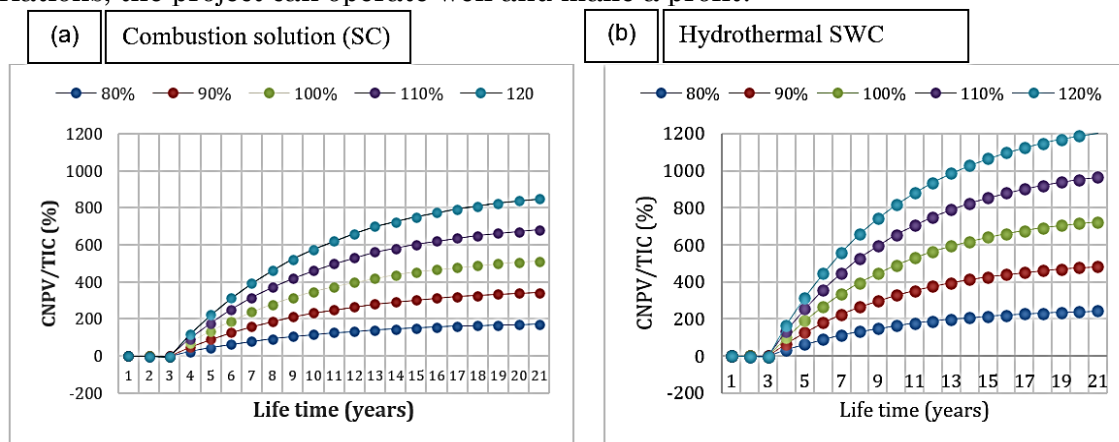 (a) Combustion solution (SC)
(b) Hydrothermal SWC
80% 90% 100% 110% 120
1200
1000
800
600
400
200
0
-200
CNPV/TIC (%)
1 2 3 4 5 6 7 8 9 10 11 12 13 14 15 16 17 18 19 20 21
Life time (years)
80% 90% 100% 110% 120%
1200
1000
800
600
400
200
0
-200
CNPV/TIC (%)
1 3 5 7 9 11 13 15 17 19 21
Life time (years)